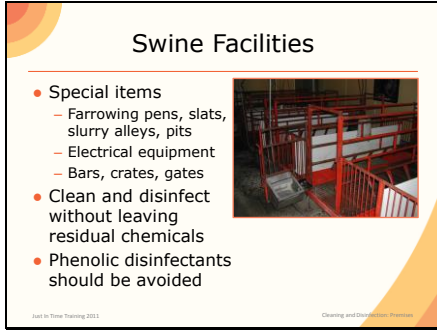 Swine Facilities
● Special items
– Farrowing pens, slats,
slurry alleys, pits
– Electrical equipment
– Bars, crates, gates
● Clean and disinfect
without leaving
residual chemicals
● Phenolic disinfectants
should be avoided
Just in Time Training 2011
Cleaning and Disinfection: Premises